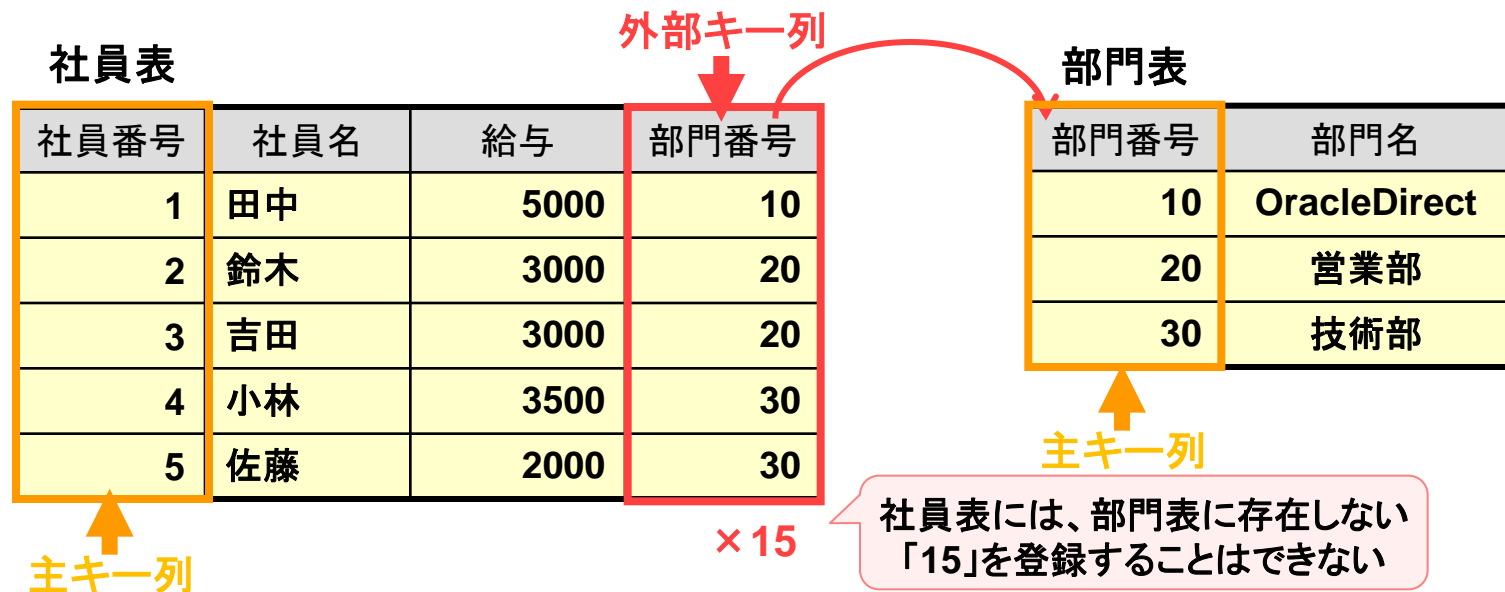 外部キー列
社員表
部門表
社員番号 社員名 給与 部門番号
1 田中 5000 10
2 鈴木 3000 20
3 吉田 3000 20
4 小林 3500 30
5 佐藤 2000 30
部門番号 部門名
10 OracleDirect
20 営業部
30 技術部
主キー列
×15
社員表には、部門表に存在しない
「15」を登録することはできない
主キー列